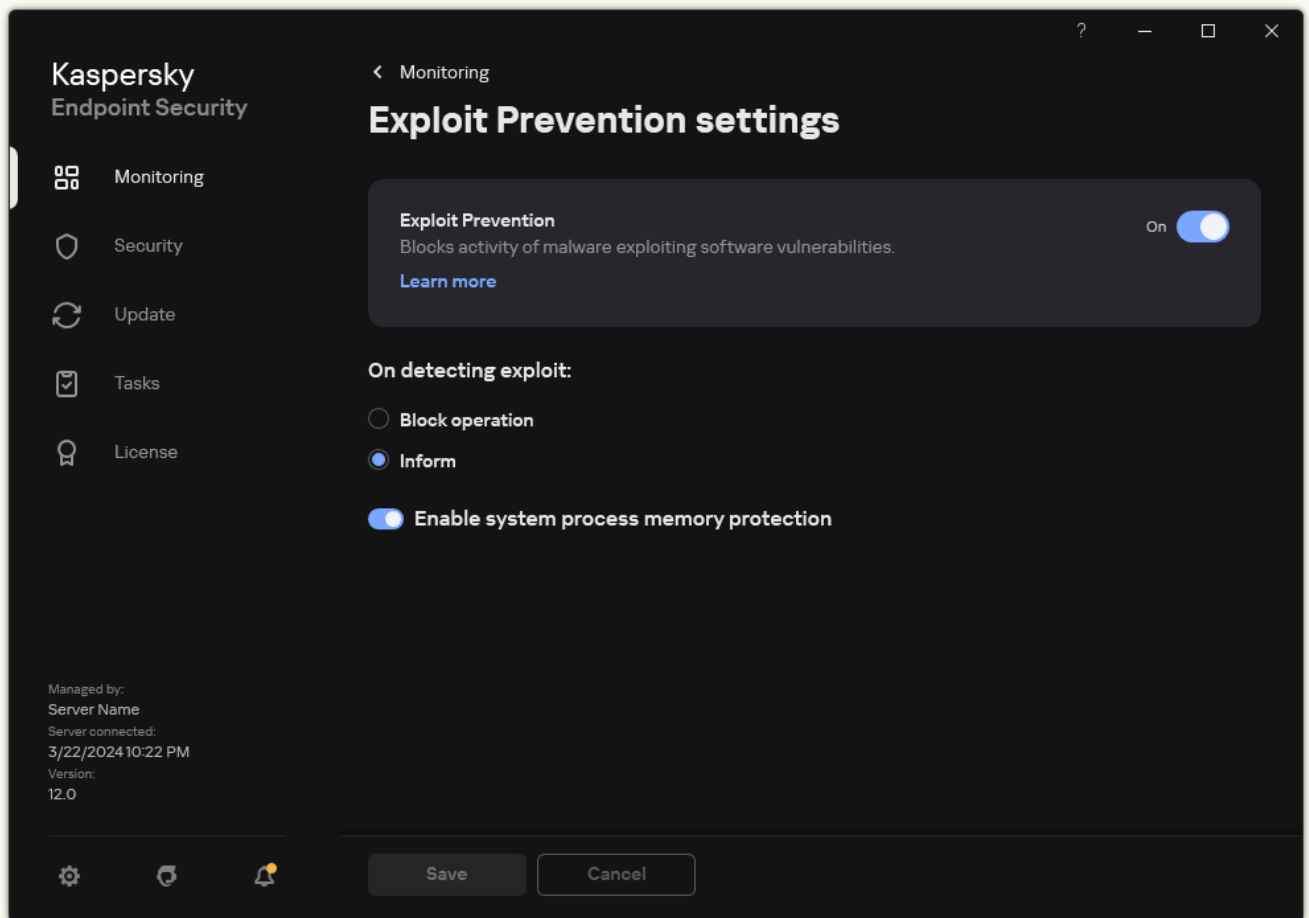 ?
Kaspersky
Endpoint Security
Monitoring
Security
Update
Tasks
License
Managed by:
Server Name
Server connected:
3/22/2024 10:22 PM
Version:
12.0
Monitoring
Exploit Prevention settings
Exploit Prevention
Blocks activity of malware exploiting software vulnerabilities.
Learn more
On
On detecting exploit:
Block operation
Inform
Enable system process memory protection
Save
Cancel